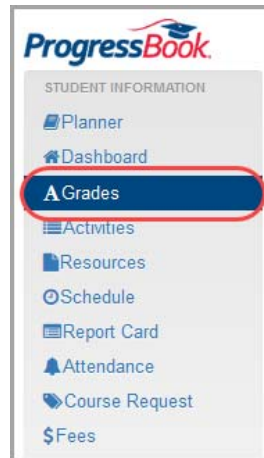 ProgressBook
STUDENT INFORMATION
Planner
Dashboard
A Grades
Activities
Resources
Schedule
Report Card
Attendance
Course Request
$ Fees